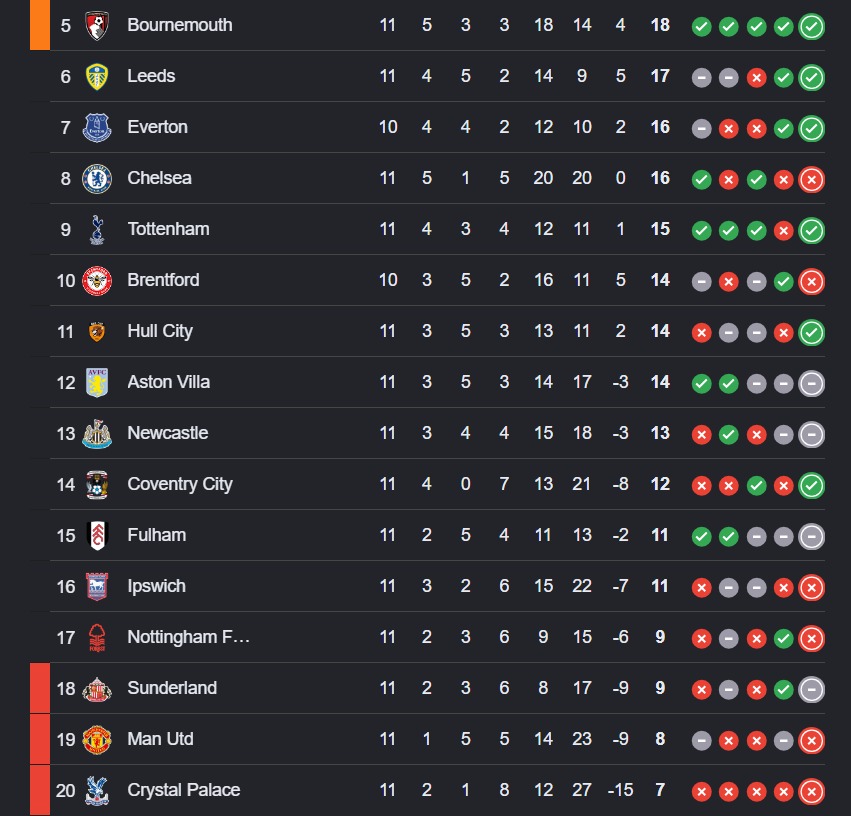 5 Bournemouth 11 5 3 3 18 14 4 18
6 Leeds 11 4 5 2 14 9 5 17
7 Everton 10 4 4 2 12 10 2 16
8 Chelsea 11 5 1 5 20 20 0 16
9 Tottenham 11 4 3 4 12 11 1 15
10 Brentford 10 3 5 2 16 11 5 14
11 Hull City 11 3 5 3 13 11 2 14
12 AVFC Aston Villa 11 3 5 3 14 17 -3 14
13 Newcastle 11 3 4 4 15 18 -3 13
14 Coventry City 11 4 0 7 13 21 -8 12
15 Fulham 11 2 5 4 11 13 -2 11
16 Ipswich 11 3 2 6 15 22 -7 11
17 Nottingham F... 11 2 3 6 9 15 -6 9
18 Sunderland 11 2 3 6 8 17 -9 9
19 Man Utd 11 1 5 5 14 23 -9 8
20 Crystal Palace 11 2 1 8 12 27 -15 7